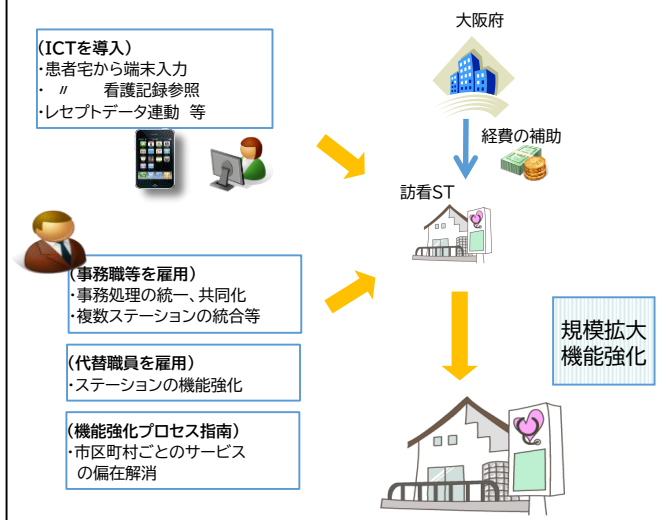 (ICTを導入)
・患者宅から端末入力
・ 〃 看護記録参照
・レセプトデータ連動 等
大阪府
経費の補助
訪看ST
(事務職等を雇用)
・事務処理の統一、共同化
・複数ステーションの統合等
(代替職員を雇用)
・ステーションの機能強化
(機能強化プロセス指南)
・市区町村ごとのサービス
の偏在解消
規模拡大
機能強化